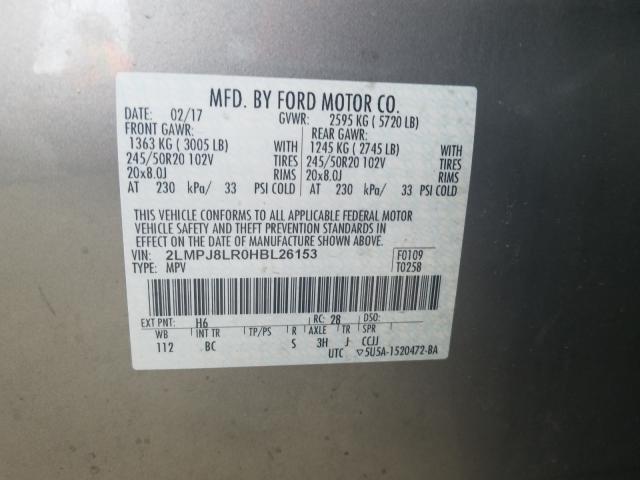 MFD. BY FORD MOTOR CO.
DATE: 02/17 GVWR: 2595 KG ( 5720 LB)
FRONT GAWR: REAR GAWR:
1363 KG ( 3005 LB) WITH 1245 KG ( 2745 LB) WITH
245/50R20 102V TIRES 245/50R20 102V TIRES
20x8.0J RIMS 20x8.0J RIMS
AT 230 kPa/ 33 PSI COLD AT 230 kPa/ 33 PSI COLD
THIS VEHICLE CONFORMS TO ALL APPLICABLE FEDERAL MOTOR
VEHICLE SAFETY AND THEFT PREVENTION STANDARDS IN
EFFECT ON THE DATE OF MANUFACTURE SHOWN ABOVE.
VIN: 2LMPJ8LR0HBL26153 F0109
TYPE: MPV T0258
EXT PNT: H6 RC: 28 DSO:
WB INT TR TP/PS R AXLE TR SPR
112 BC S 3H J CCJJ
UTC ▽5U5A-1520472-BA